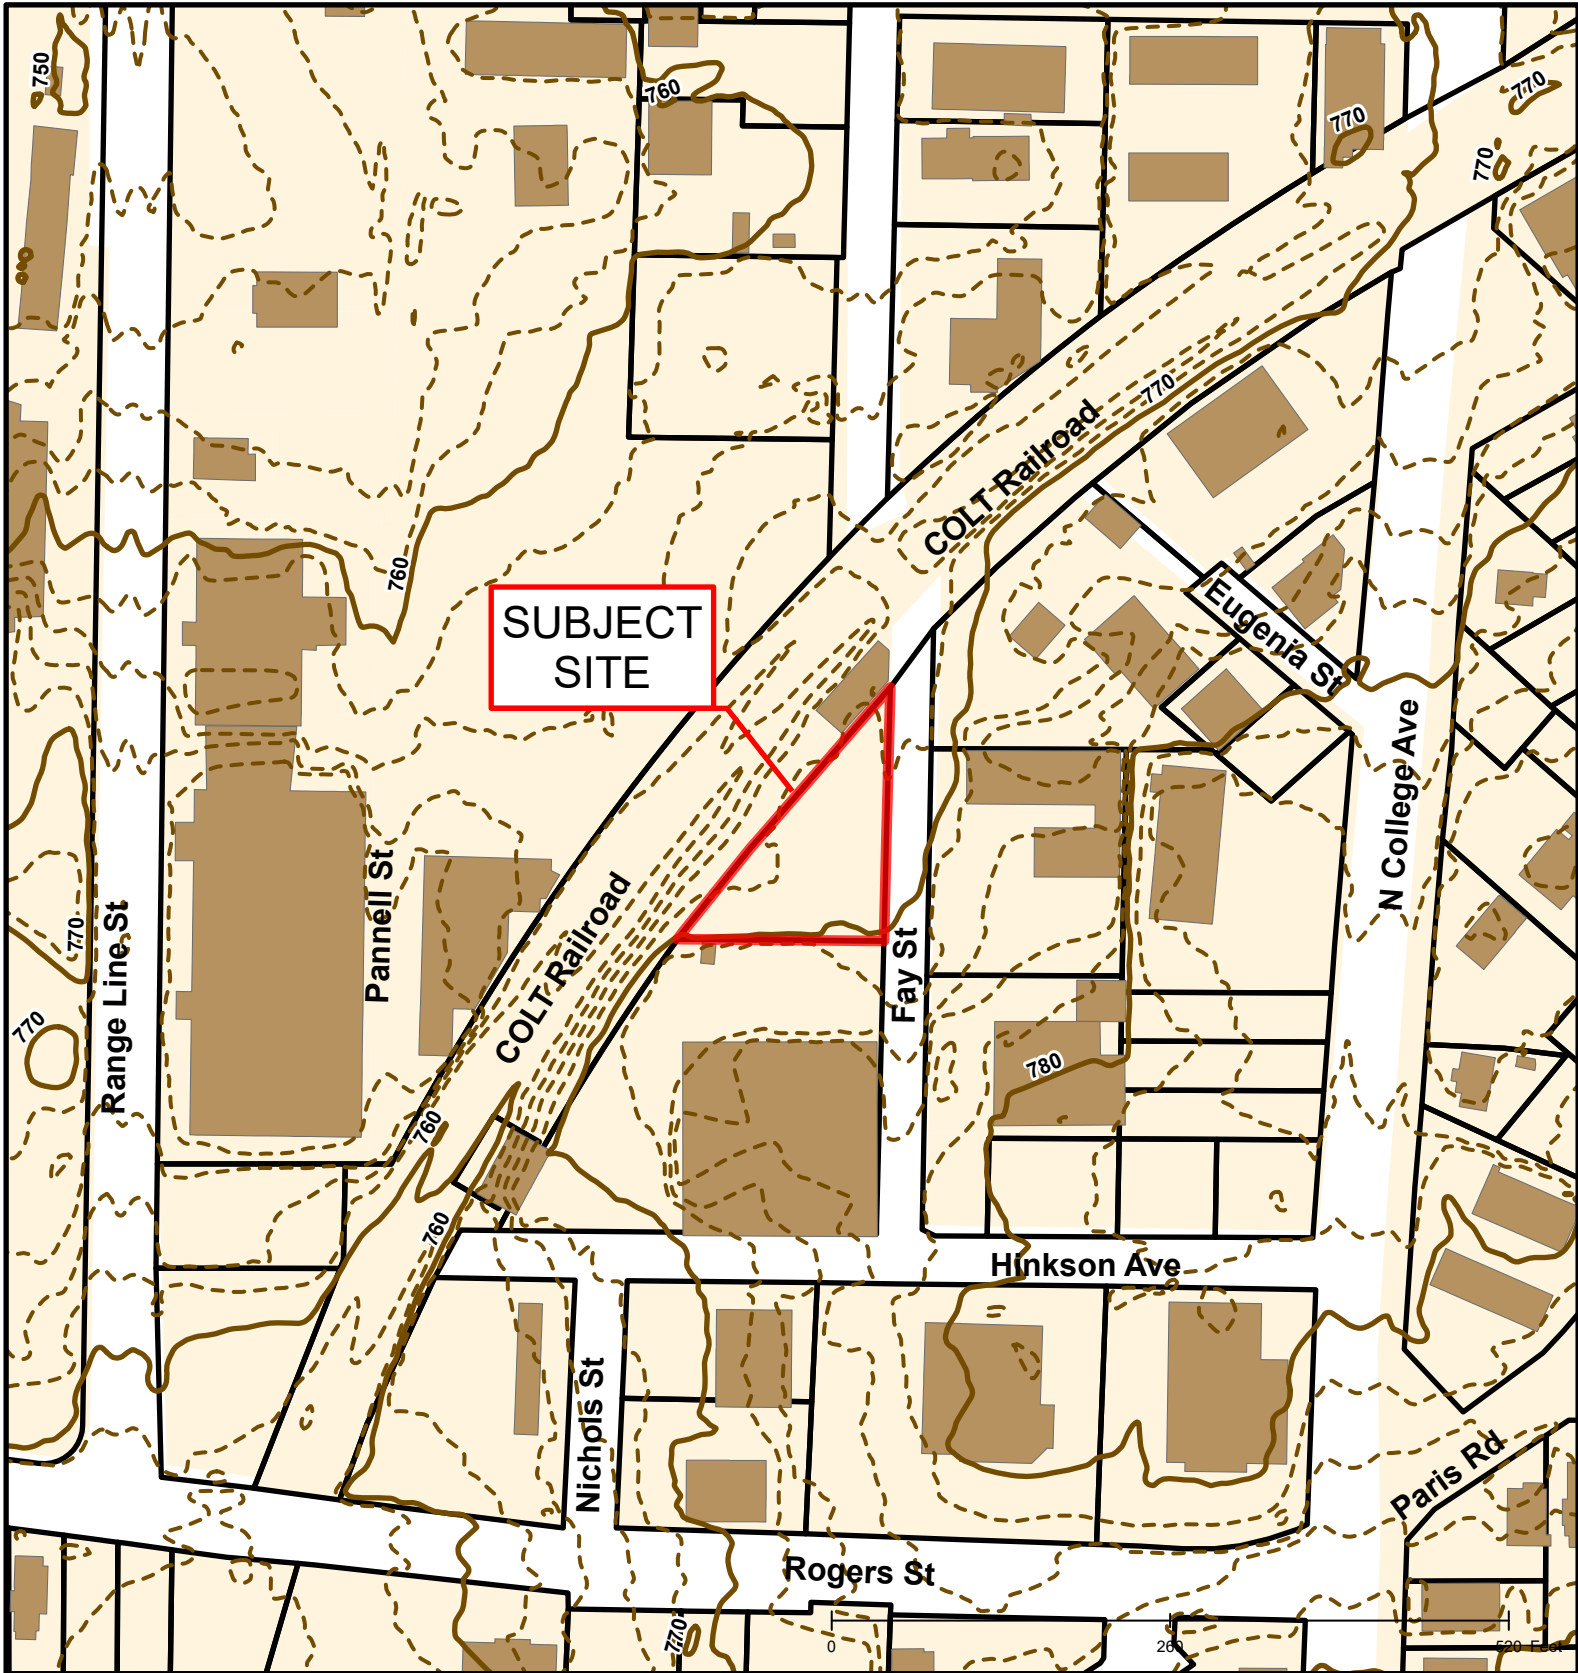 750
760
770
770
770
770
COLT Railroad
760
SUBJECT
SITE
Eugenia St
N College Ave
Pannell St
Range Line St
770
COLT Railroad
Fay St
770
780
760
760
Hinkson Ave
Nichols St
Paris Rd
Rogers St
770
0
260
520 Feet